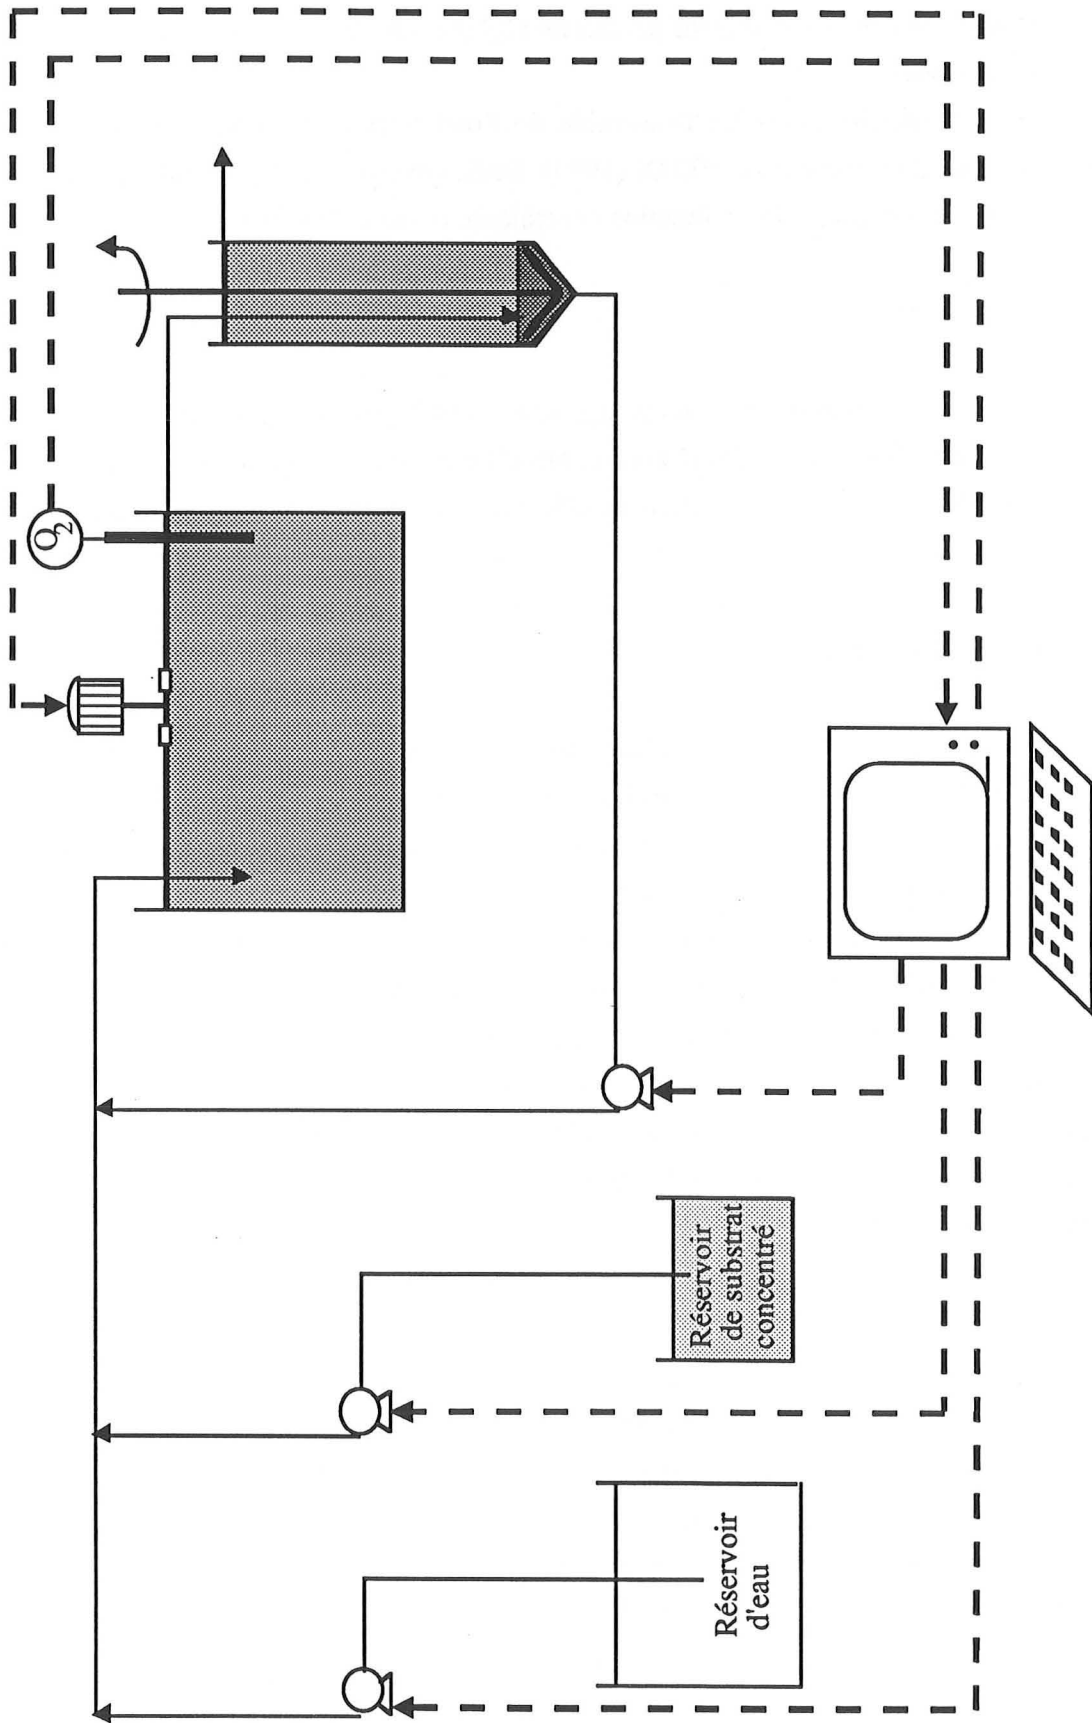 O₂
Réservoir
de substrat
concentré
Réservoir
d'eau